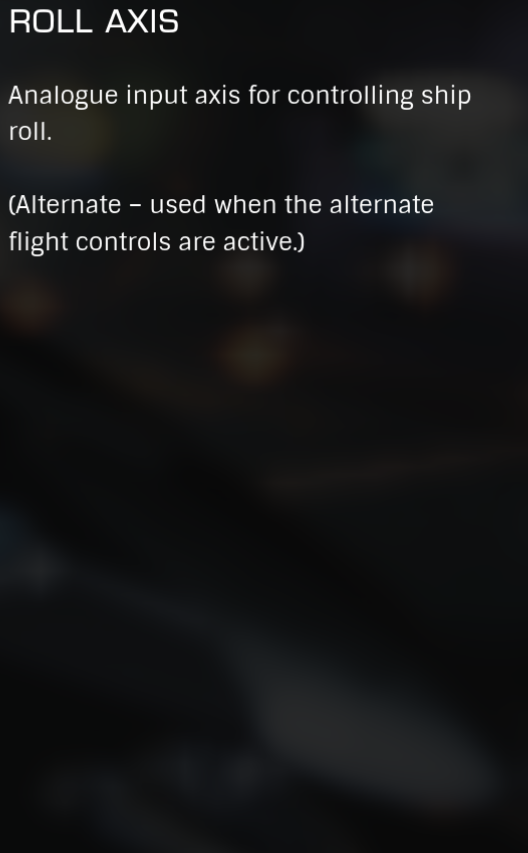 ROLL AXIS
Analogue input axis for controlling ship
roll.
(Alternate – used when the alternate
flight controls are active.)